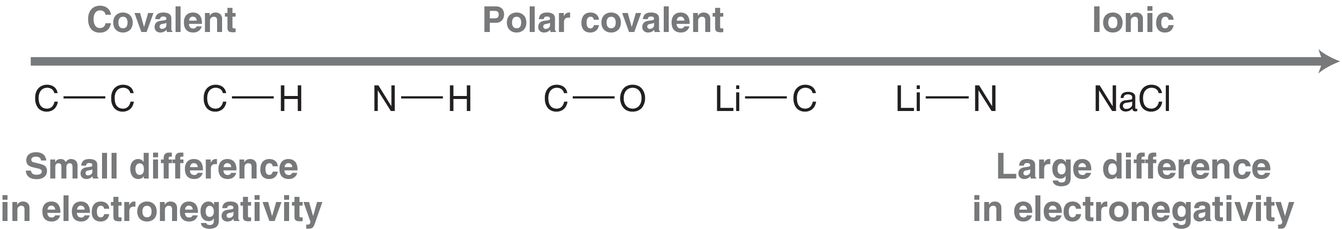 Covalent Polar covalent Ionic
C—C C—H N—H C—O Li—C Li—N NaCl
Small difference Large difference
in electronegativity in electronegativity